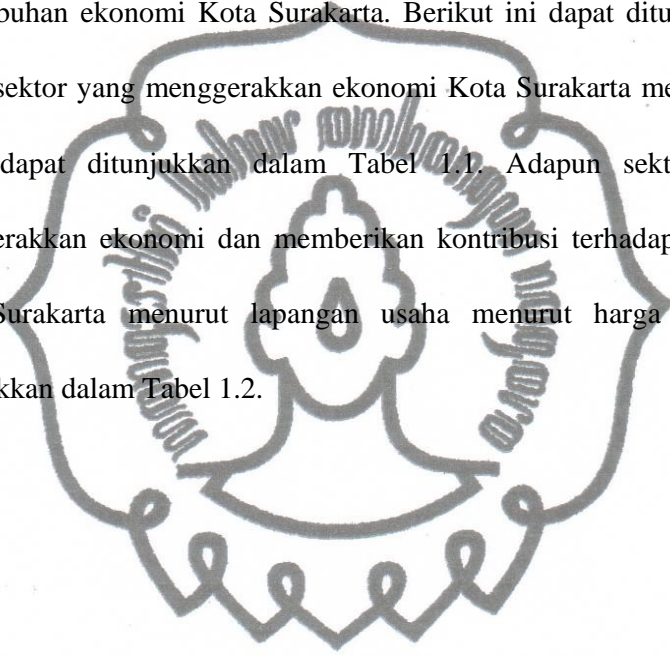 buhan ekonomi Kota Surakarta. Berikut ini dapat ditu
sektor yang menggerakkan ekonomi Kota Surakarta me
dapat ditunjukkan dalam Tabel 1.1. Adapun sekt
erakkan ekonomi dan memberikan kontribusi terhadap
Surakarta menurut lapangan usaha menurut harga
kkan dalam Tabel 1.2.